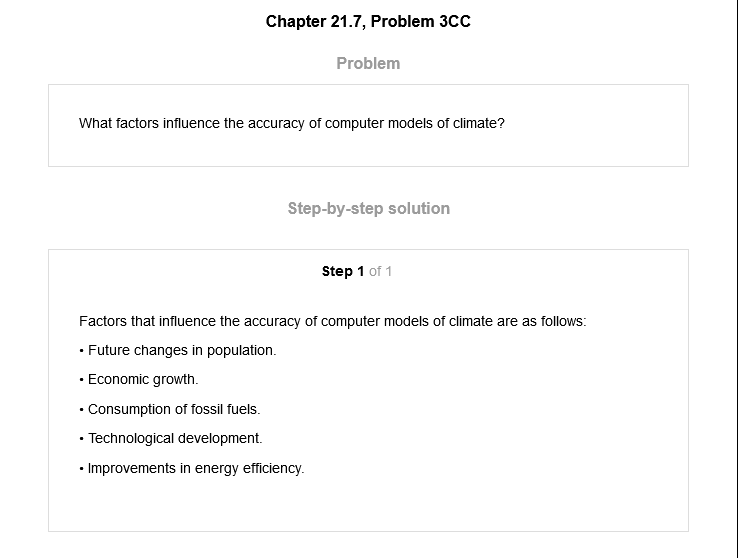 Chapter 21.7, Problem 3CC
Problem
What factors influence the accuracy of computer models of climate?
Step-by-step solution
Step 1 of 1
Factors that influence the accuracy of computer models of climate are as follows:
• Future changes in population.
• Economic growth.
• Consumption of fossil fuels.
• Technological development.
• Improvements in energy efficiency.